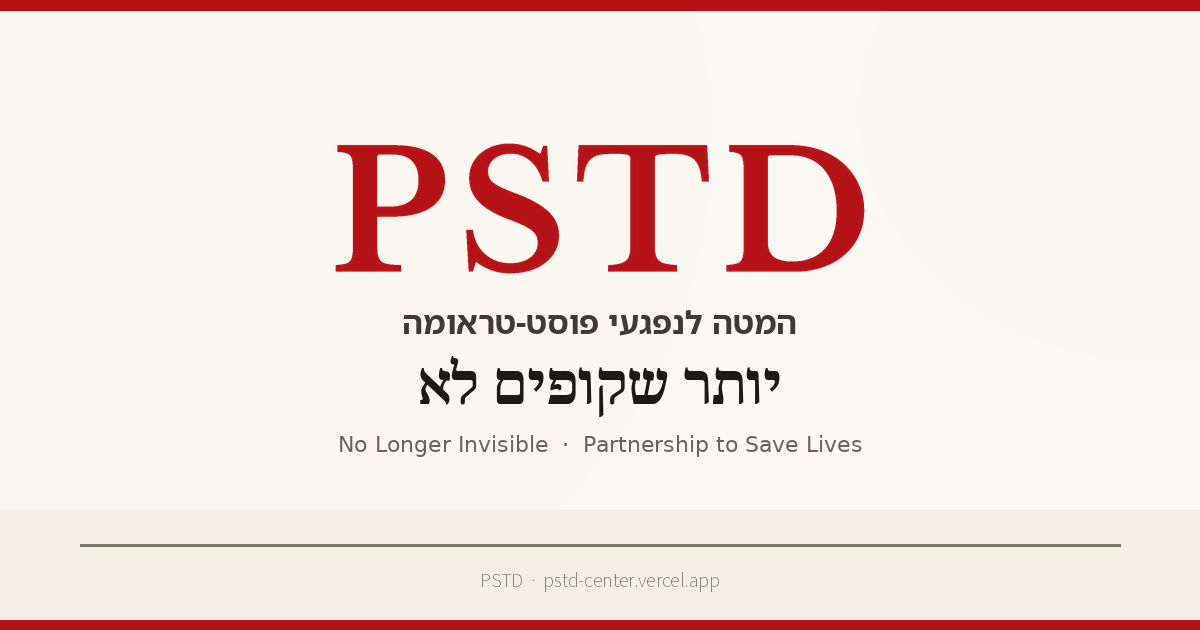 PSTD
המטה לנפגעי פוסט-טראומה
יותר שקופים לא
No Longer Invisible · Partnership to Save Lives
PSTD · pstd-center.vercel.app